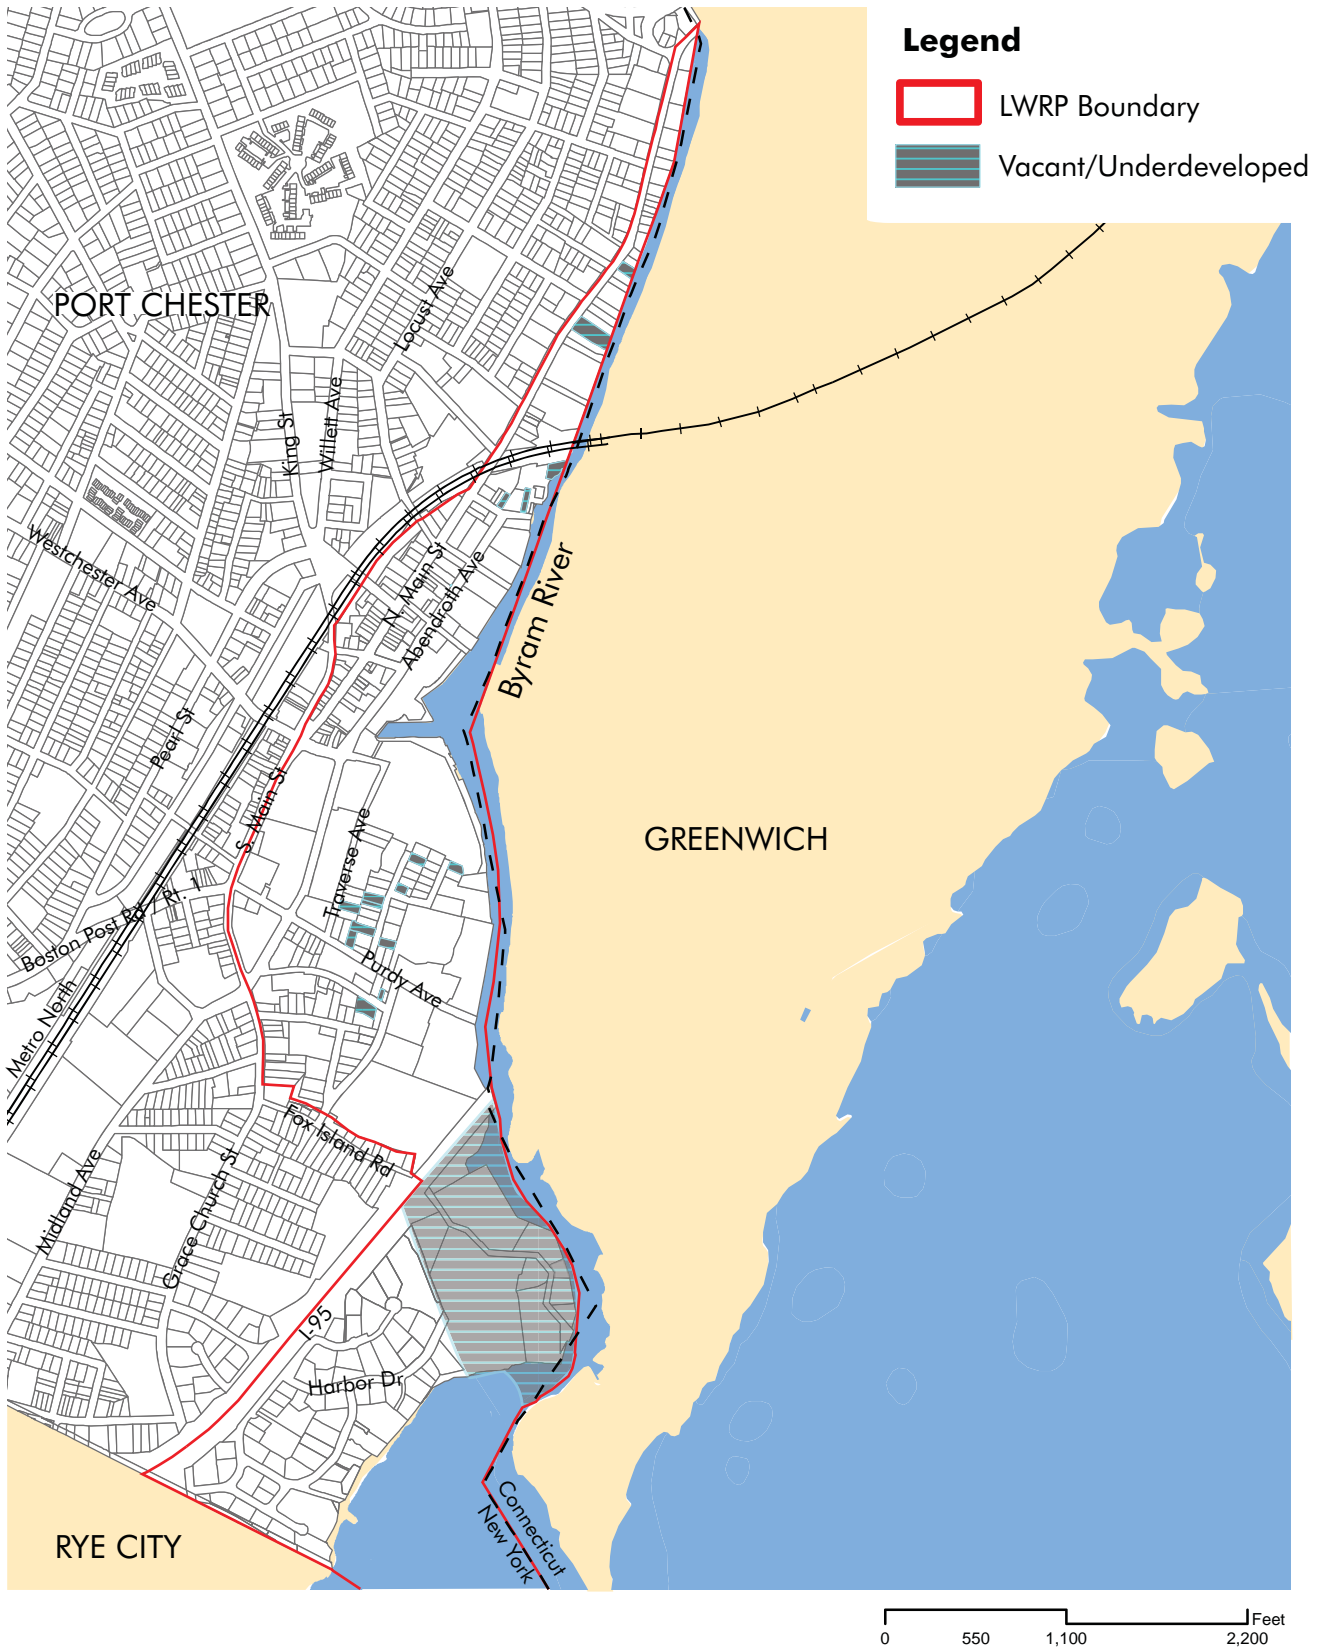 Legend
LWRP Boundary
Vacant/Underdeveloped
PORT CHESTER
Locust Ave
King St
Willett Ave
Westchester Ave
N. Main St
Abendroth Ave
Byram River
Pearl St
S. Main St
Traverse Ave
GREENWICH
Boston Post Rd / Rt. 1
Purdy Ave
Metro North
Fox Island Rd
Midland Ave
Grace Church St
I-95
Harbor Dr
Connecticut
New York
RYE CITY
Feet
0 550 1,100 2,200